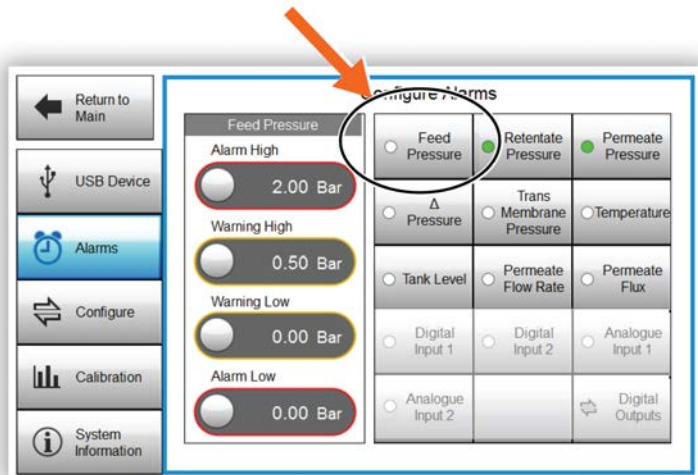 Return to
Main
USB Device
Alarms
Configure
Calibration
System
Information
Configure Alarms
Feed Pressure
Alarm High
2.00 Bar
Warning High
0.50 Bar
Warning Low
0.00 Bar
Alarm Low
0.00 Bar
Feed
Pressure
Retentate
Pressure
Permeate
Pressure
Δ
Pressure
Trans
Membrane
Pressure
Temperature
Tank Level
Permeate
Flow Rate
Permeate
Flux
Digital
Input 1
Digital
Input 2
Analogue
Input 1
Analogue
Input 2
Digital
Outputs